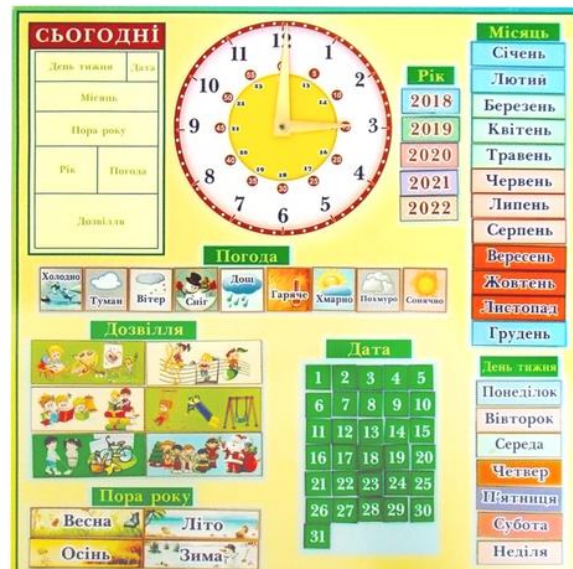 СЬОГОДНІ
День тижня Дата
Місяць
Пора року
Рік Погода
Дозвілля
12
1
2
3
4
5
6
7
8
9
10
11
Рік
2018
2019
2020
2021
2022
Місяць
Січень
Лютий
Березень
Квітень
Травень
Червень
Липень
Серпень
Вересень
Жовтень
Листопад
Грудень
Погода
Холодно Туман Вітер Сніг Дощ Гаряче Хмарно Похмуро Сонячно
Дозвілля
Дата
1 2 3 4 5
6 7 8 9 10
11 12 13 14 15
16 17 18 19 20
21 22 23 24 25
26 27 28 29 30
31
День тижня
Понеділок
Вівторок
Середа
Четвер
П'ятниця
Субота
Неділя
Пора року
Весна Літо
Осінь Зима